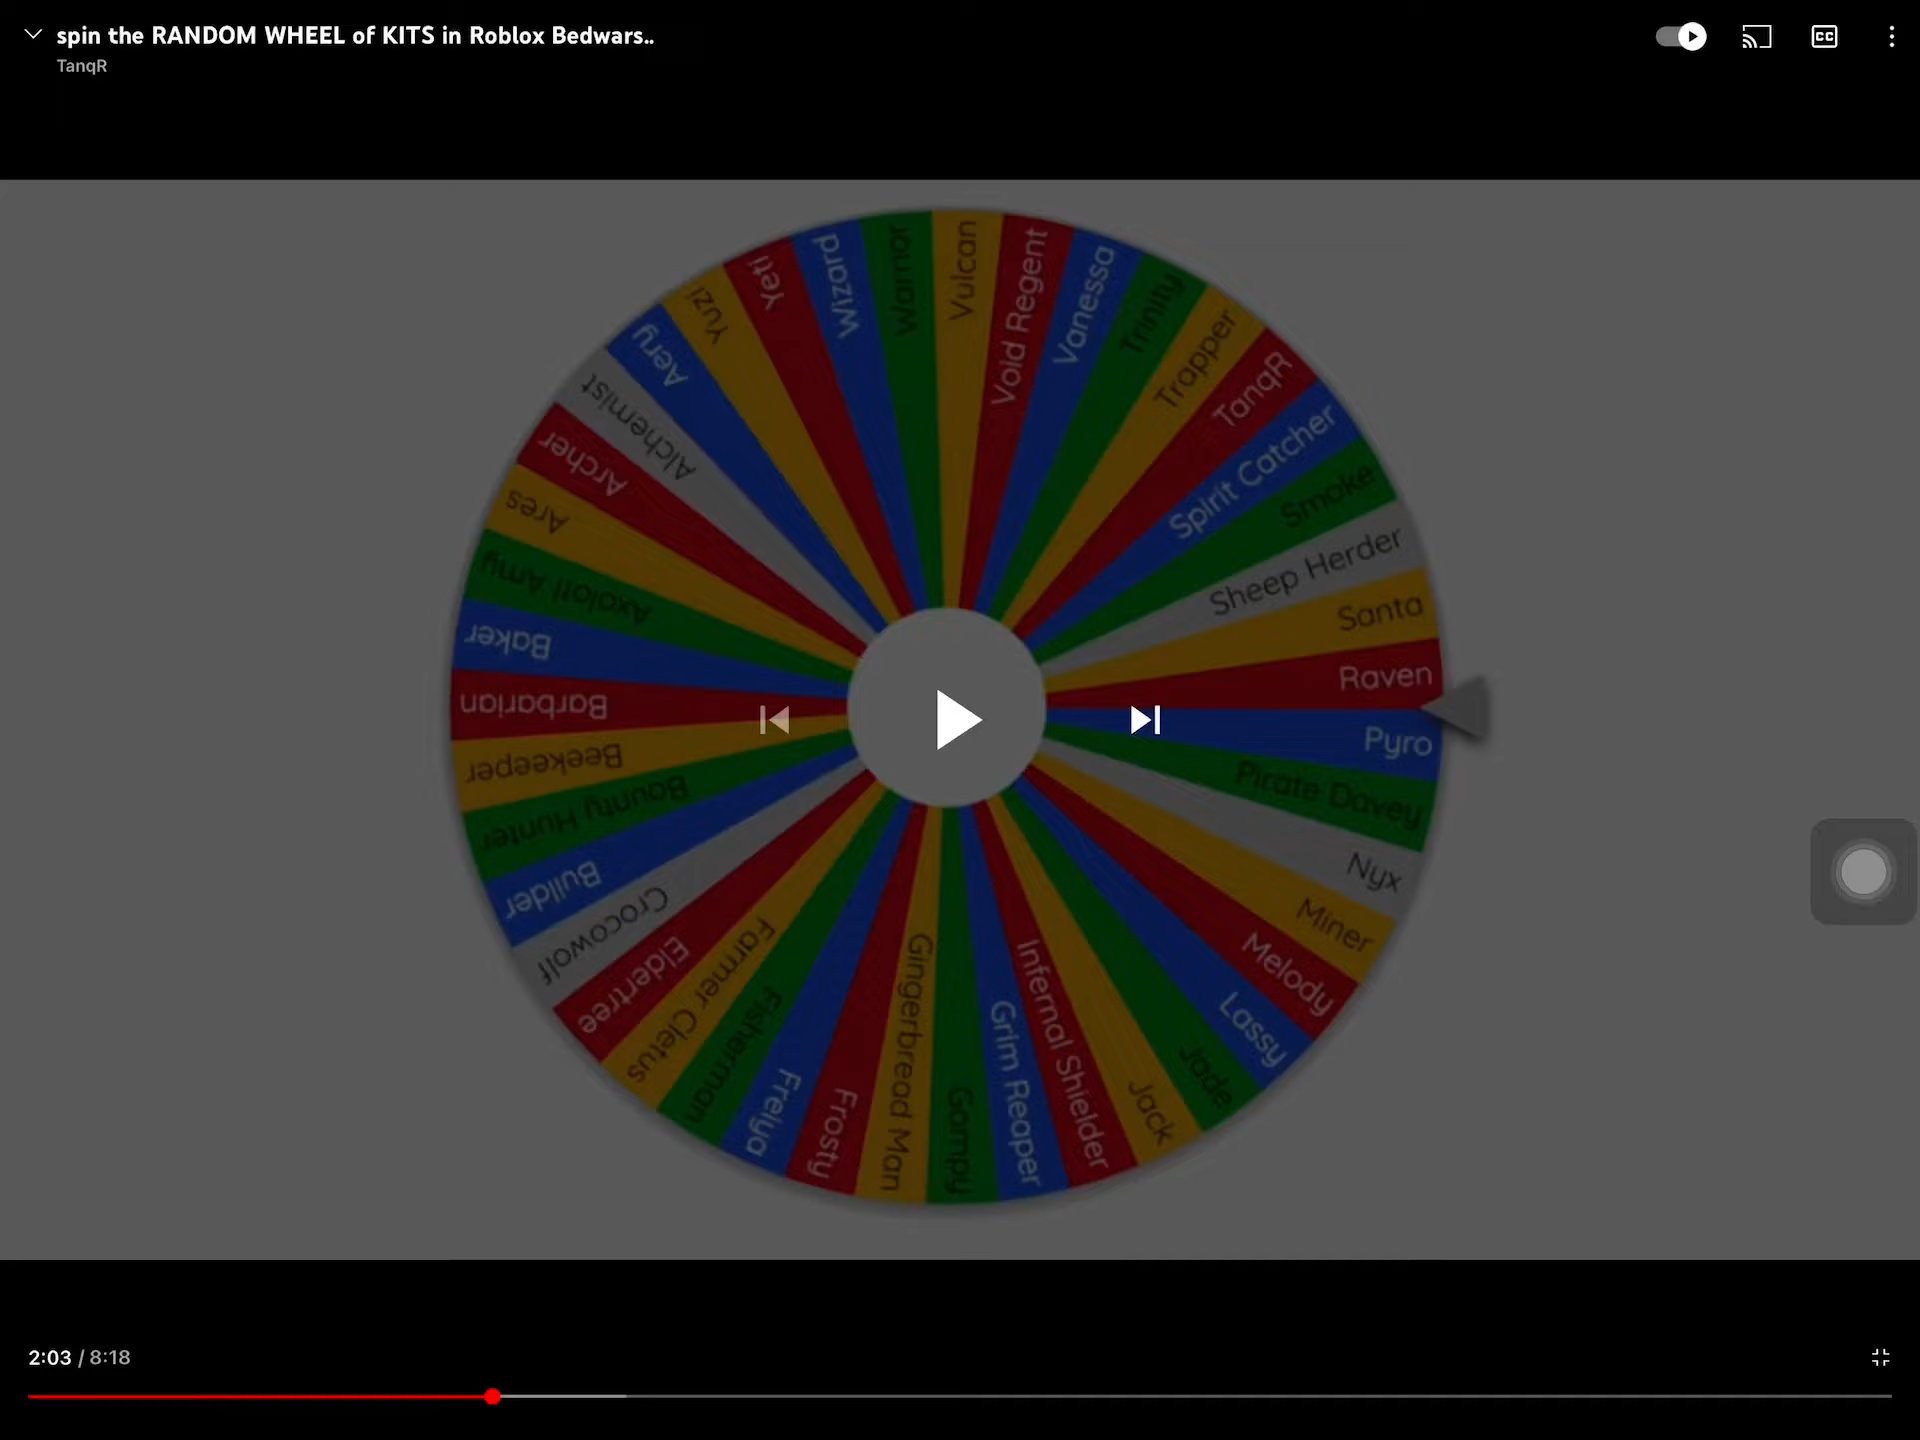 spin the RANDOM WHEEL of KITS in Roblox Bedwars..
TanqR
CC
Vulcan
Void Regent
Vanessa
Trinity
Trapper
TanqR
Spirit Catcher
Smoke
Sheep Herder
Santa
Raven
Pyro
Pirate Davey
Nyx
Miner
Melody
Lassy
Jade
Jack
Infernal Shielder
Grim Reaper
Gompy
Gingerbread Man
Frosty
Freiya
Fisherman
Farmer Cletus
Eldertree
Crocowolf
Builder
Bounty Hunter
Beekeeper
Barbarian
Baker
Axolotl Amy
Ares
Archer
Alchemist
Aery
Yuzi
Yeti
Wizard
Warrior
2:03 / 8:18